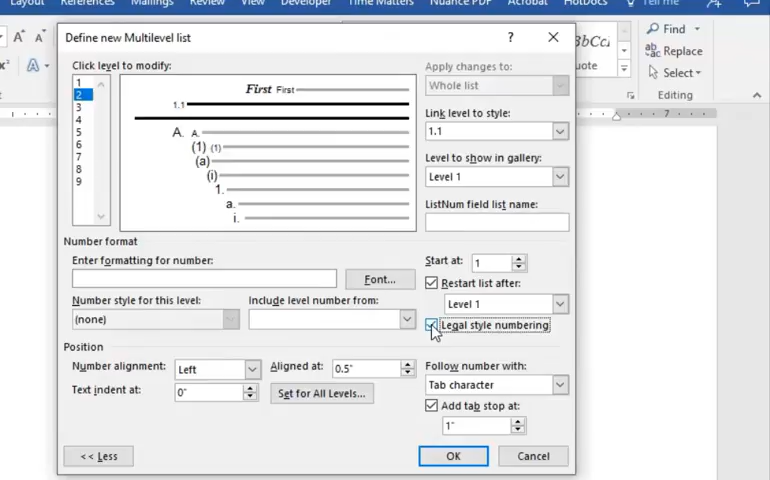 Layout References Mailings Review View Developer Time Matters Nuance PDF Acrobat HotDocs Tell me
Define new Multilevel list ? ×
Click level to modify:
1
2
3
4
5
6
7
8
9
First First
1.1
A. A.
(1) (1)
(a)
(i)
1.
a.
i.
Apply changes to:
Whole list
Link level to style:
1.1
Level to show in gallery:
Level 1
ListNum field list name:
Number format
Enter formatting for number:
Font...
Number style for this level: Include level number from:
(none)
Start at: 1
Restart list after:
Level 1
Legal style numbering
Position
Number alignment: Left Aligned at: 0.5"
Text indent at: 0" Set for All Levels...
Follow number with:
Tab character
Add tab stop at:
1"
<< Less OK Cancel
Find
Replace
Select
Editing
uote
7